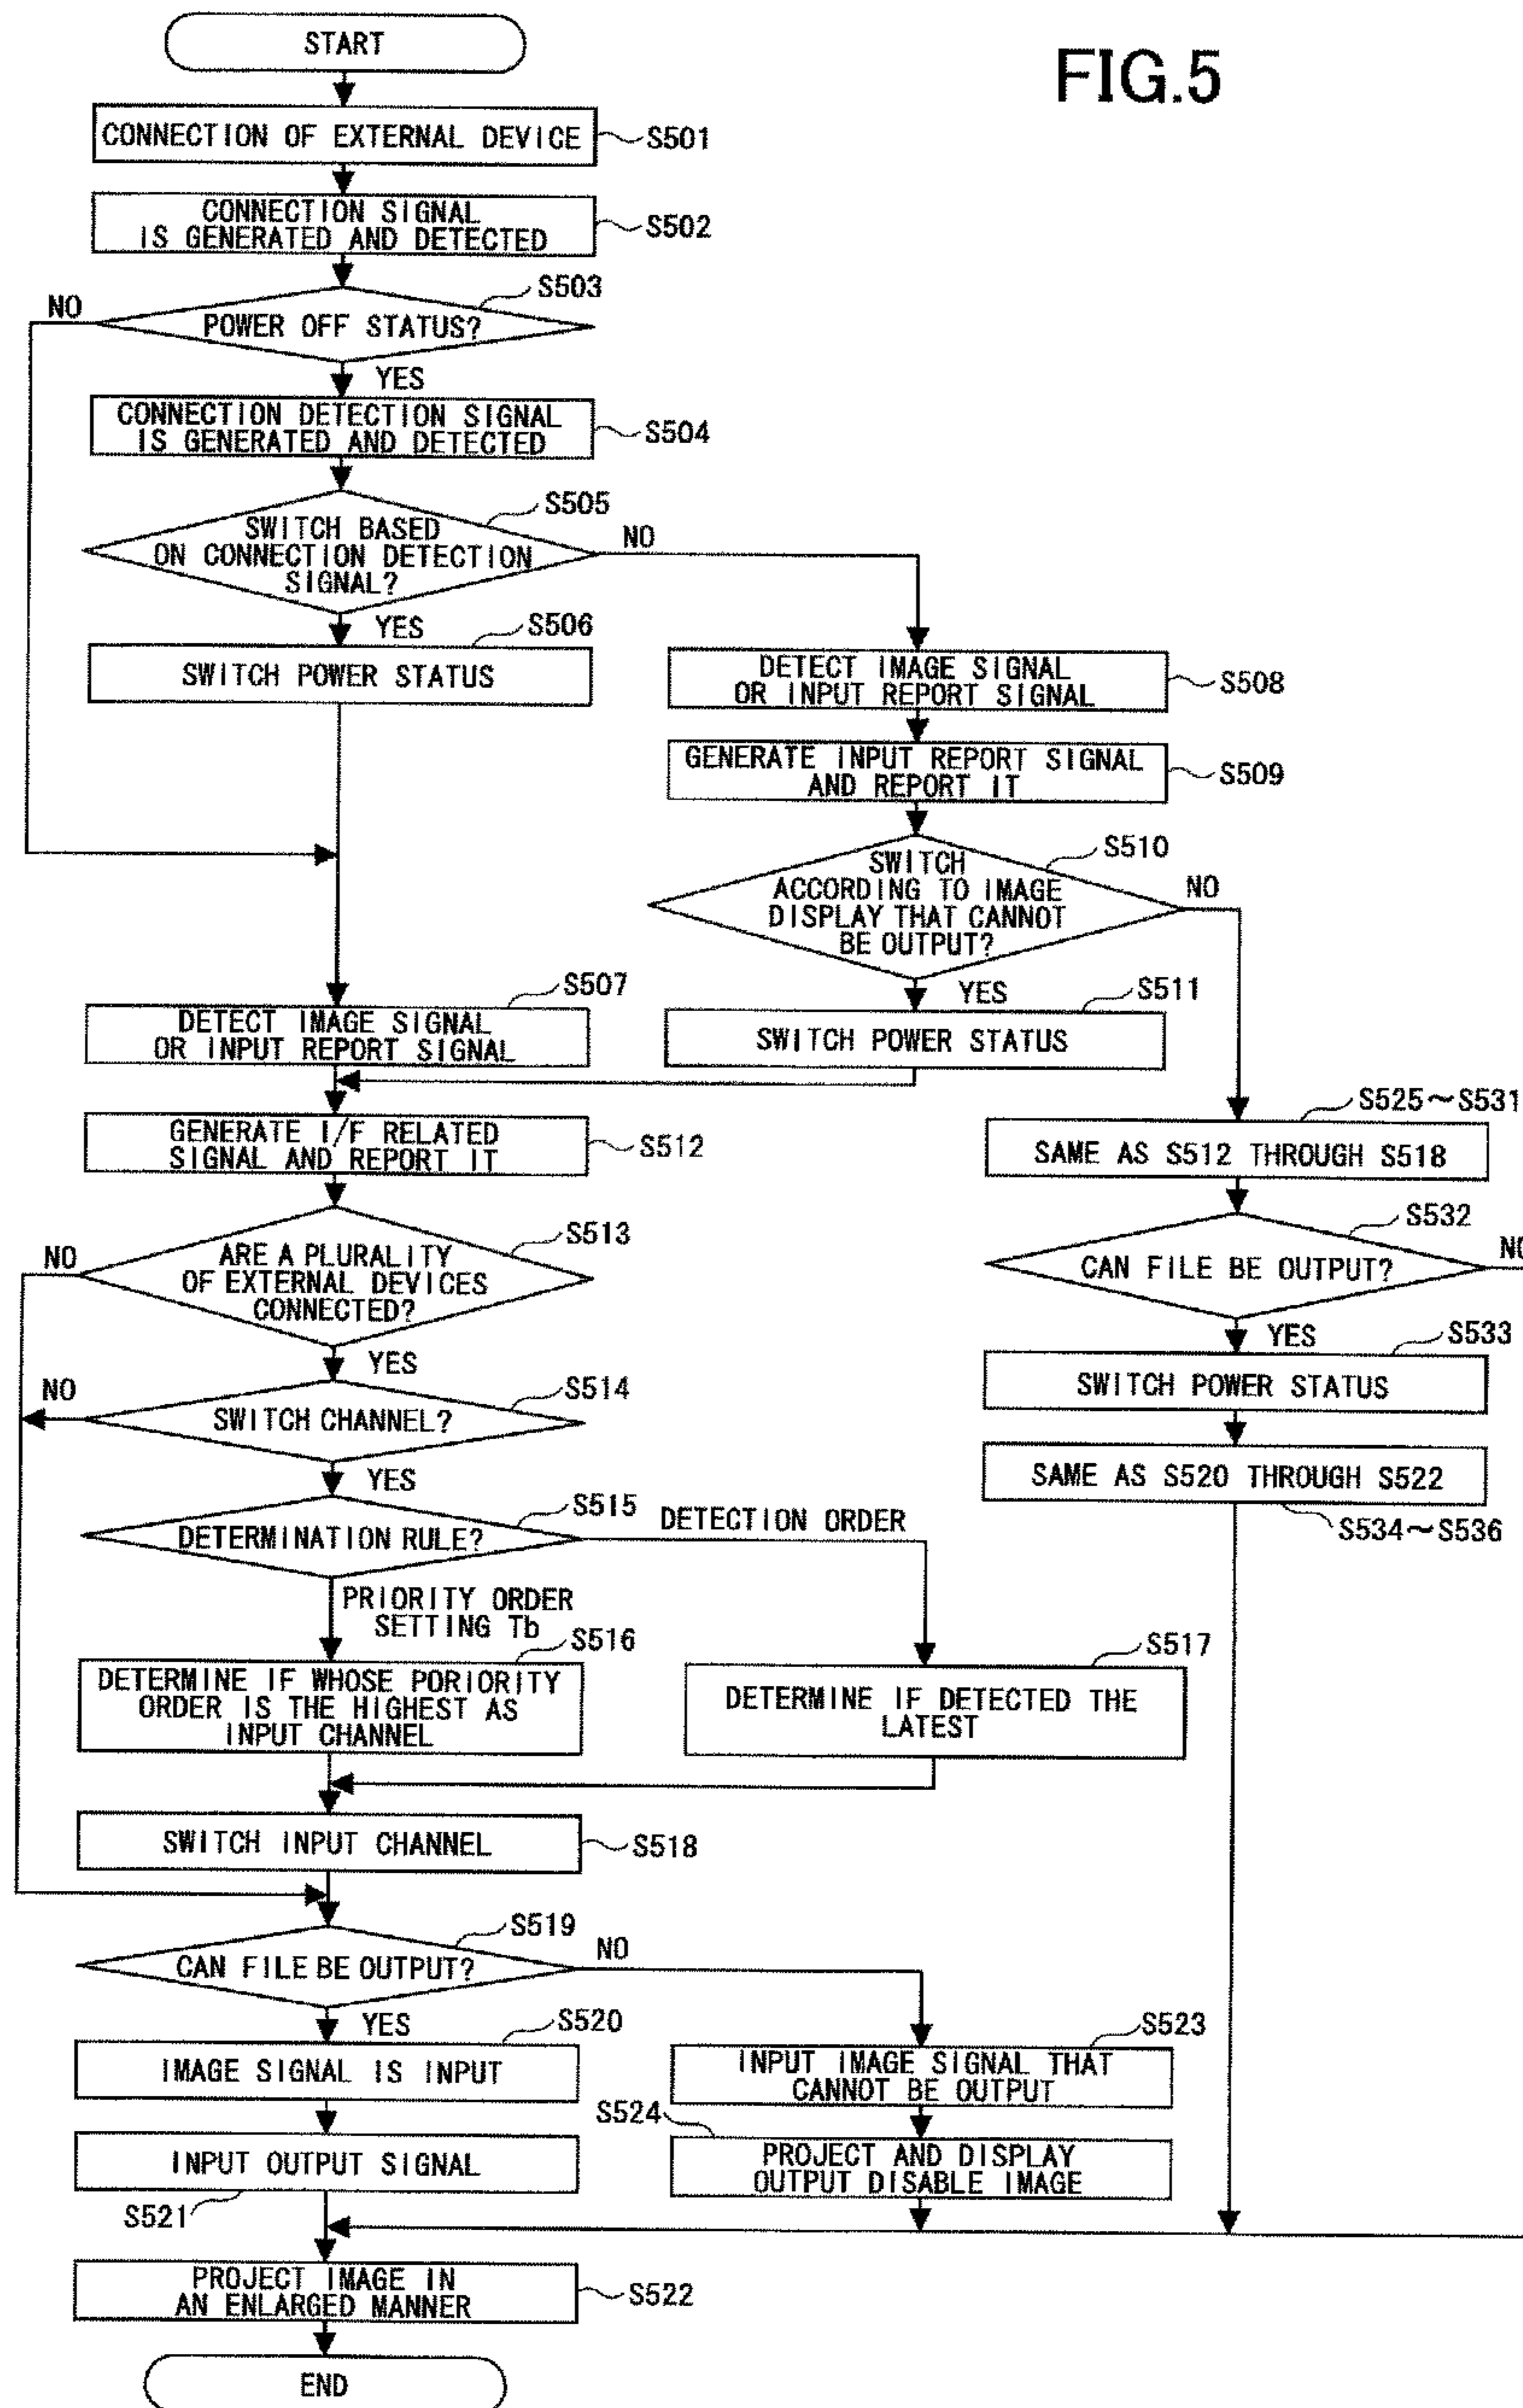 FIG.5
START
CONNECTION OF EXTERNAL DEVICE
S501
CONNECTION SIGNAL
IS GENERATED AND DETECTED
S502
S503
NO
POWER OFF STATUS?
YES
CONNECTION DETECTION SIGNAL
IS GENERATED AND DETECTED
S504
S505
SWITCH BASED
ON CONNECTION DETECTION
SIGNAL?
NO
YES
S506
SWITCH POWER STATUS
DETECT IMAGE SIGNAL
OR INPUT REPORT SIGNAL
S508
GENERATE INPUT REPORT SIGNAL
AND REPORT IT
S509
S510
SWITCH
ACCORDING TO IMAGE
DISPLAY THAT CANNOT
BE OUTPUT?
NO
YES
S511
SWITCH POWER STATUS
S507
DETECT IMAGE SIGNAL
OR INPUT REPORT SIGNAL
GENERATE I/F RELATED
SIGNAL AND REPORT IT
S512
S525~S531
SAME AS S512 THROUGH S518
S513
NO
ARE A PLURALITY
OF EXTERNAL DEVICES
CONNECTED?
YES
S532
CAN FILE BE OUTPUT?
NO
YES
S533
SWITCH POWER STATUS
SAME AS S520 THROUGH S522
S534~S536
S514
NO
SWITCH CHANNEL?
YES
S515
DETERMINATION RULE?
DETECTION ORDER
PRIORITY ORDER
SETTING Tb
S516
DETERMINE IF WHOSE PORIORITY
ORDER IS THE HIGHEST AS
INPUT CHANNEL
S517
DETERMINE IF DETECTED THE
LATEST
SWITCH INPUT CHANNEL
S518
S519
CAN FILE BE OUTPUT?
NO
YES
S520
IMAGE SIGNAL IS INPUT
S523
INPUT IMAGE SIGNAL THAT
CANNOT BE OUTPUT
INPUT OUTPUT SIGNAL
S521
S524
PROJECT AND DISPLAY
OUTPUT DISABLE IMAGE
PROJECT IMAGE IN
AN ENLARGED MANNER
S522
END